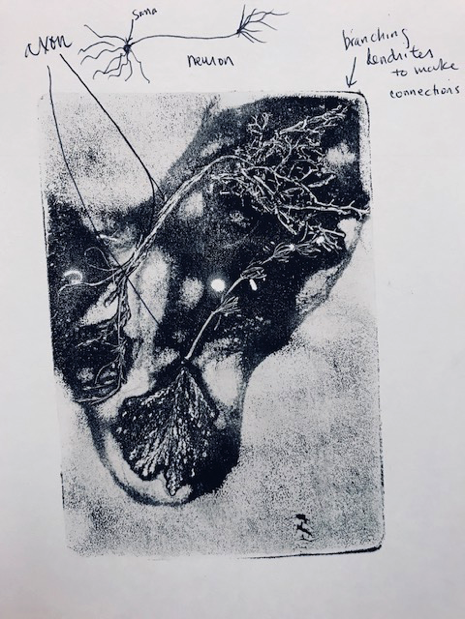 soma
axon
neuron
branching
dendrites
to make
connections